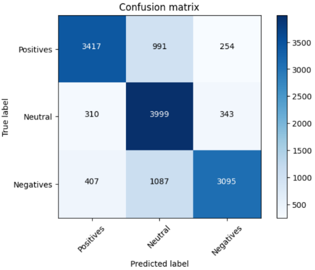 Confusion matrix
Positives 3417 991 254
Neutral 310 3999 343
Negatives 407 1087 3095
Positives Neutral Negatives
True label
Predicted label
3500
3000
2500
2000
1500
1000
500